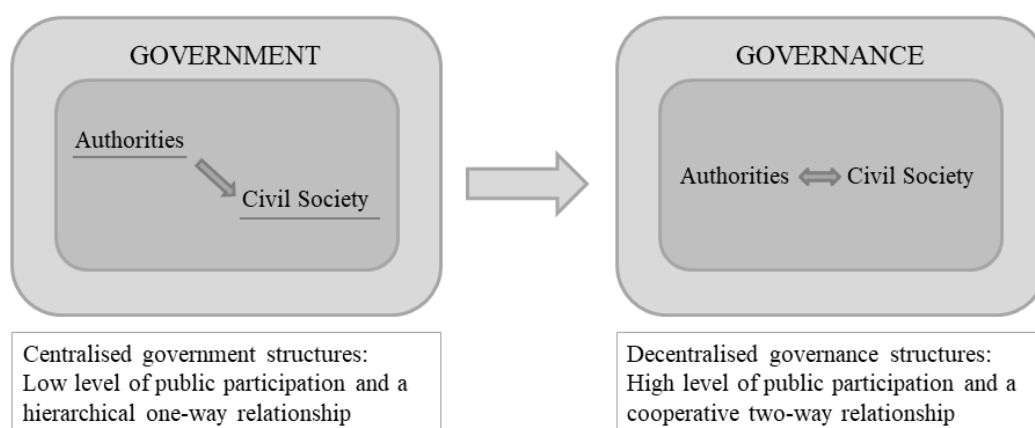 GOVERNMENT
Authorities
Civil Society
Centralised government structures:
Low level of public participation and a
hierarchical one-way relationship
GOVERNANCE
Authorities Civil Society
Decentralised governance structures:
High level of public participation and a
cooperative two-way relationship